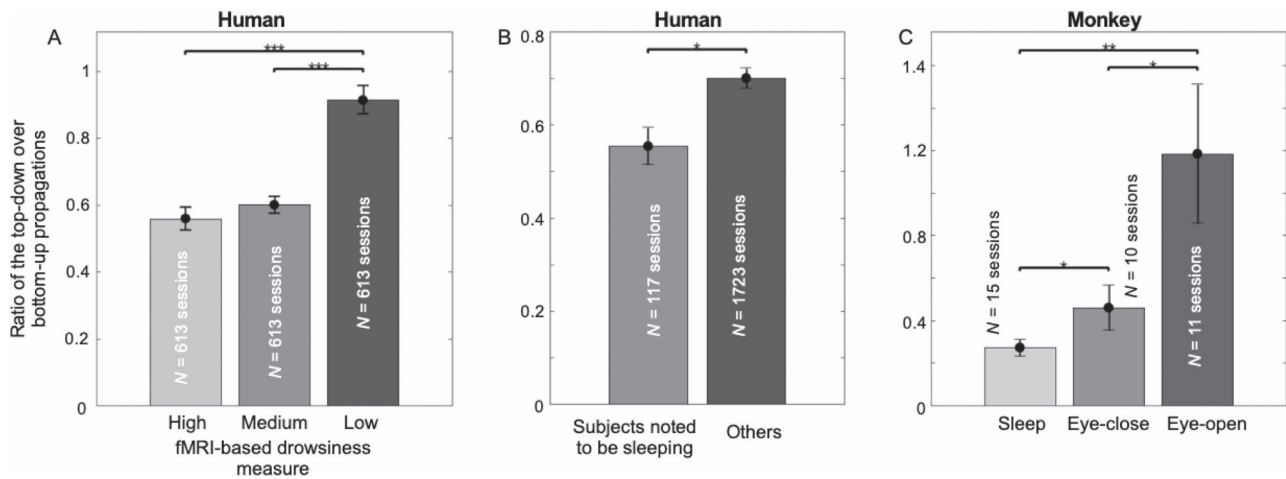 Human
Human
Monkey
A
B
C
Ratio of the top-down over
bottom-up propagations
1
0.8
0.6
0.4
0.2
0
***
***
N = 613 sessions
N = 613 sessions
N = 613 sessions
High
Medium
Low
fMRI-based drowsiness
measure
0.8
0.6
0.4
0.2
0
*
N = 117 sessions
N = 1723 sessions
Subjects noted
to be sleeping
Others
1.4
1.2
0.8
0.4
0
**
*
*
N = 15 sessions
N = 10 sessions
N = 11 sessions
Sleep
Eye-close
Eye-open